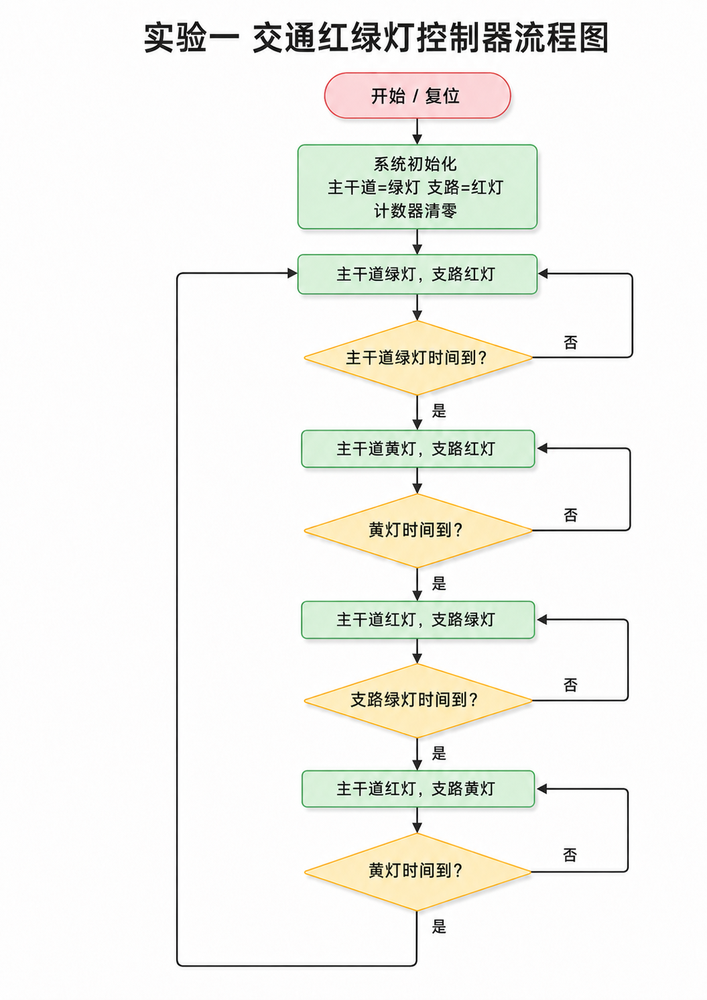 实验一 交通红绿灯控制器流程图
开始 / 复位
系统初始化
主干道=绿灯 支路=红灯
计数器清零
主干道绿灯，支路红灯
主干道绿灯时间到？
否
是
主干道黄灯，支路红灯
黄灯时间到？
否
是
主干道红灯，支路绿灯
支路绿灯时间到？
否
是
主干道红灯，支路黄灯
黄灯时间到？
否
是